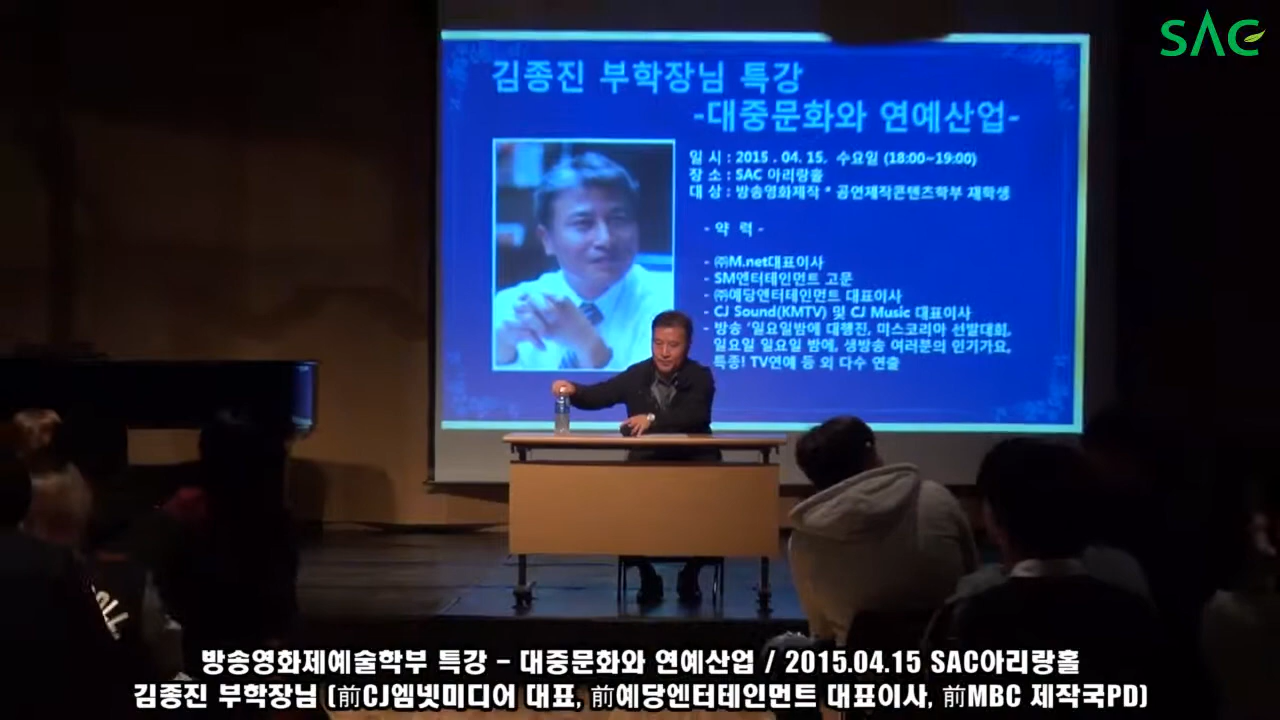 SAC
김종진 부학장님 특강
-대중문화와 연예산업-
일 시 : 2015 . 04. 15. 수요일 (18:00~19:00)
장 소 : SAC 아리랑홀
대 상 : 방송영화제작 * 공연제작콘텐츠학부 재학생
- 약 력 -
- ㈜M.net대표이사
- SM엔터테인먼트 고문
- ㈜예당엔터테인먼트 대표이사
- CJ Sound(KMTV) 및 CJ Music 대표이사
- 방송 '일요일밤에 대행진, 미스코리아 선발대회,
일요일 일요일 밤에, 생방송 여러분의 인기가요,
특종! TV연예 등 외 다수 연출
방송영화제예술학부 특강 - 대중문화와 연예산업 / 2015.04.15 SAC아리랑홀
김종진 부학장님 (前CJ엠넷미디어 대표, 前예당엔터테인먼트 대표이사, 前MBC 제작국PD)